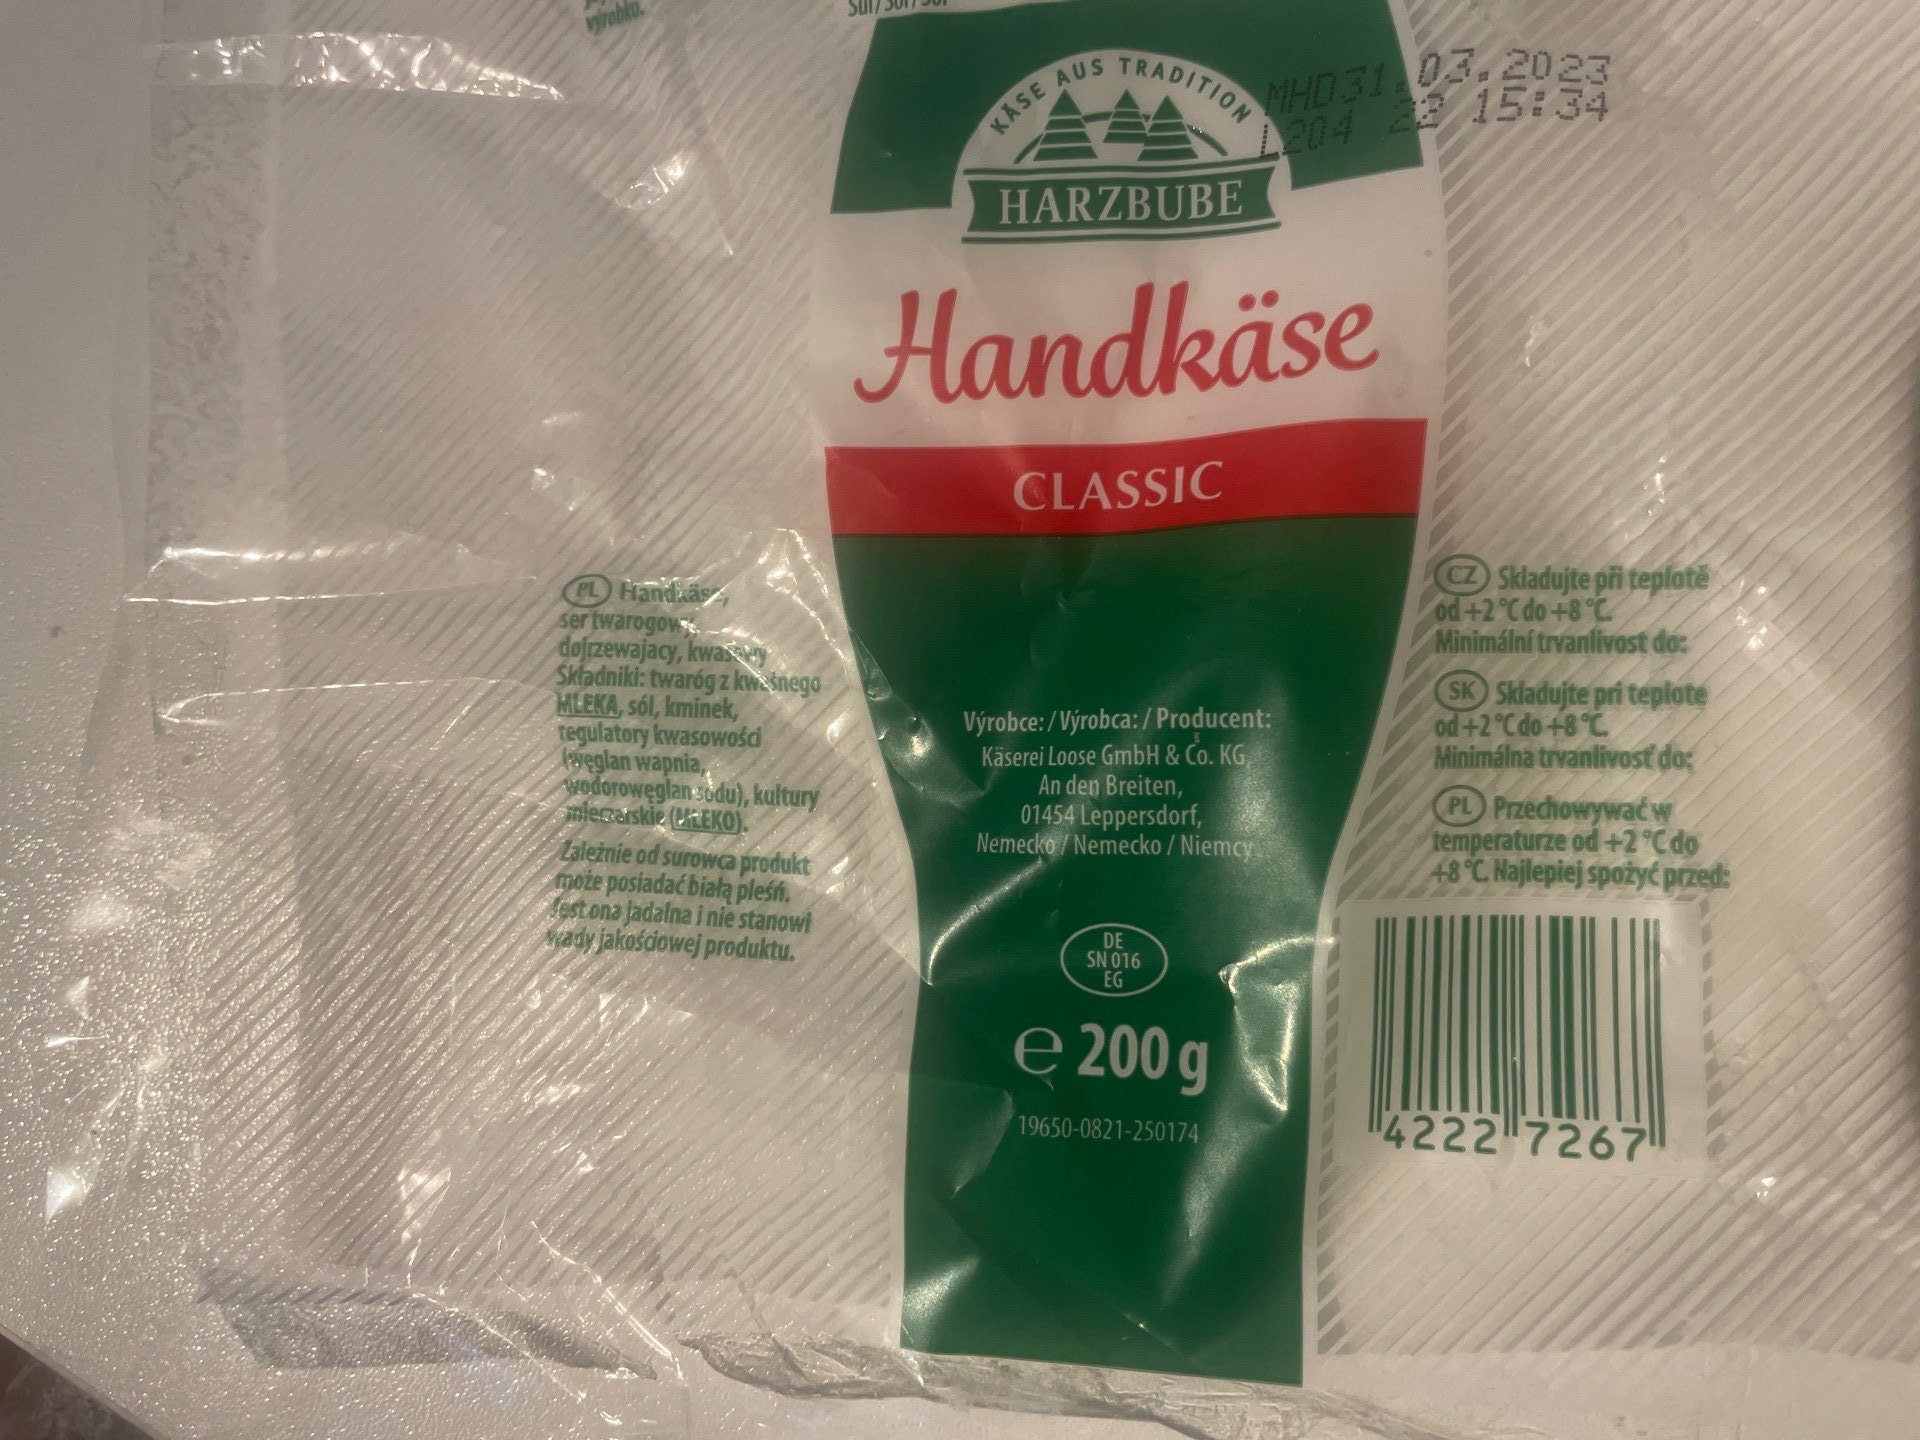 výrobku.
KÄSE AUS TRADITION
HARZBUBE
MHD31.03.2023
L204 22 15:34
Handkäse
CLASSIC
PL Handkäse,
ser twarogowy,
dojrzewajacy, kwasowy
Składniki: twaróg z kwaśnego
MLEKA, sól, kminek,
regulatory kwasowości
(węglan wapnia,
wodorowęglan sodu), kultury
mleczarskie (MLEKO).
Zależnie od surowca produkt
może posiadać białą pleśń.
Jest ona jadalna i nie stanowi
wady jakościowej produktu.
Výrobce: / Výrobca: / Producent:
Käserei Loose GmbH & Co. KG,
An den Breiten,
01454 Leppersdorf,
Nemecko / Nemecko / Niemcy
DE
SN 016
EG
e 200 g
19650-0821-250174
CZ Skladujte při teplotě
od +2 °C do +8 °C.
Minimální trvanlivost do:
SK Skladujte pri teplote
od +2 °C do +8 °C.
Minimálna trvanlivosť do:
PL Przechowywać w
temperaturze od +2 °C do
+8 °C. Najlepiej spożyć przed:
4222 7267